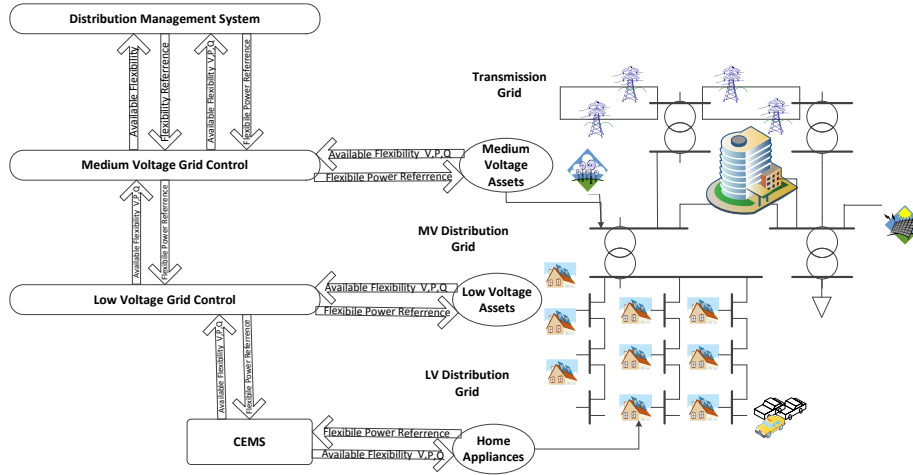 Distribution Management System
Available Flexibility
Flexibility Referrence
Available Flexibility V,P,Q
Flexibile Power Referrence
Transmission
Grid
Medium Voltage Grid Control
Available Flexibility V,P,Q
Flexibile Power Referrence
Medium
Voltage
Assets
Available Flexibility V,P,Q
Flexibile Power Referrence
MV Distribution
Grid
Low Voltage Grid Control
Available Flexibility V,P,Q
Flexibile Power Referrence
Low Voltage
Assets
Available Flexibility V,P,Q
Flexibile Power Referrence
LV Distribution
Grid
CEMS
Flexibile Power Referrence
Available Flexibility V,P,Q
Home
Appliances